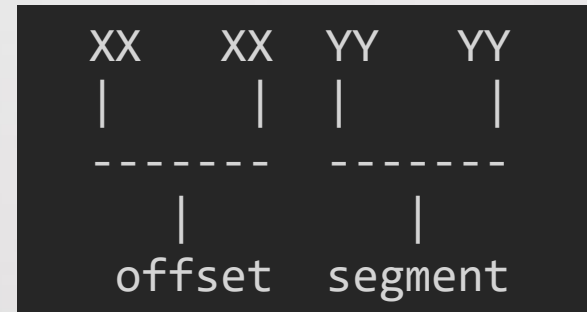 XX XX YY YY
| | | |
------- -------
| |
offset segment